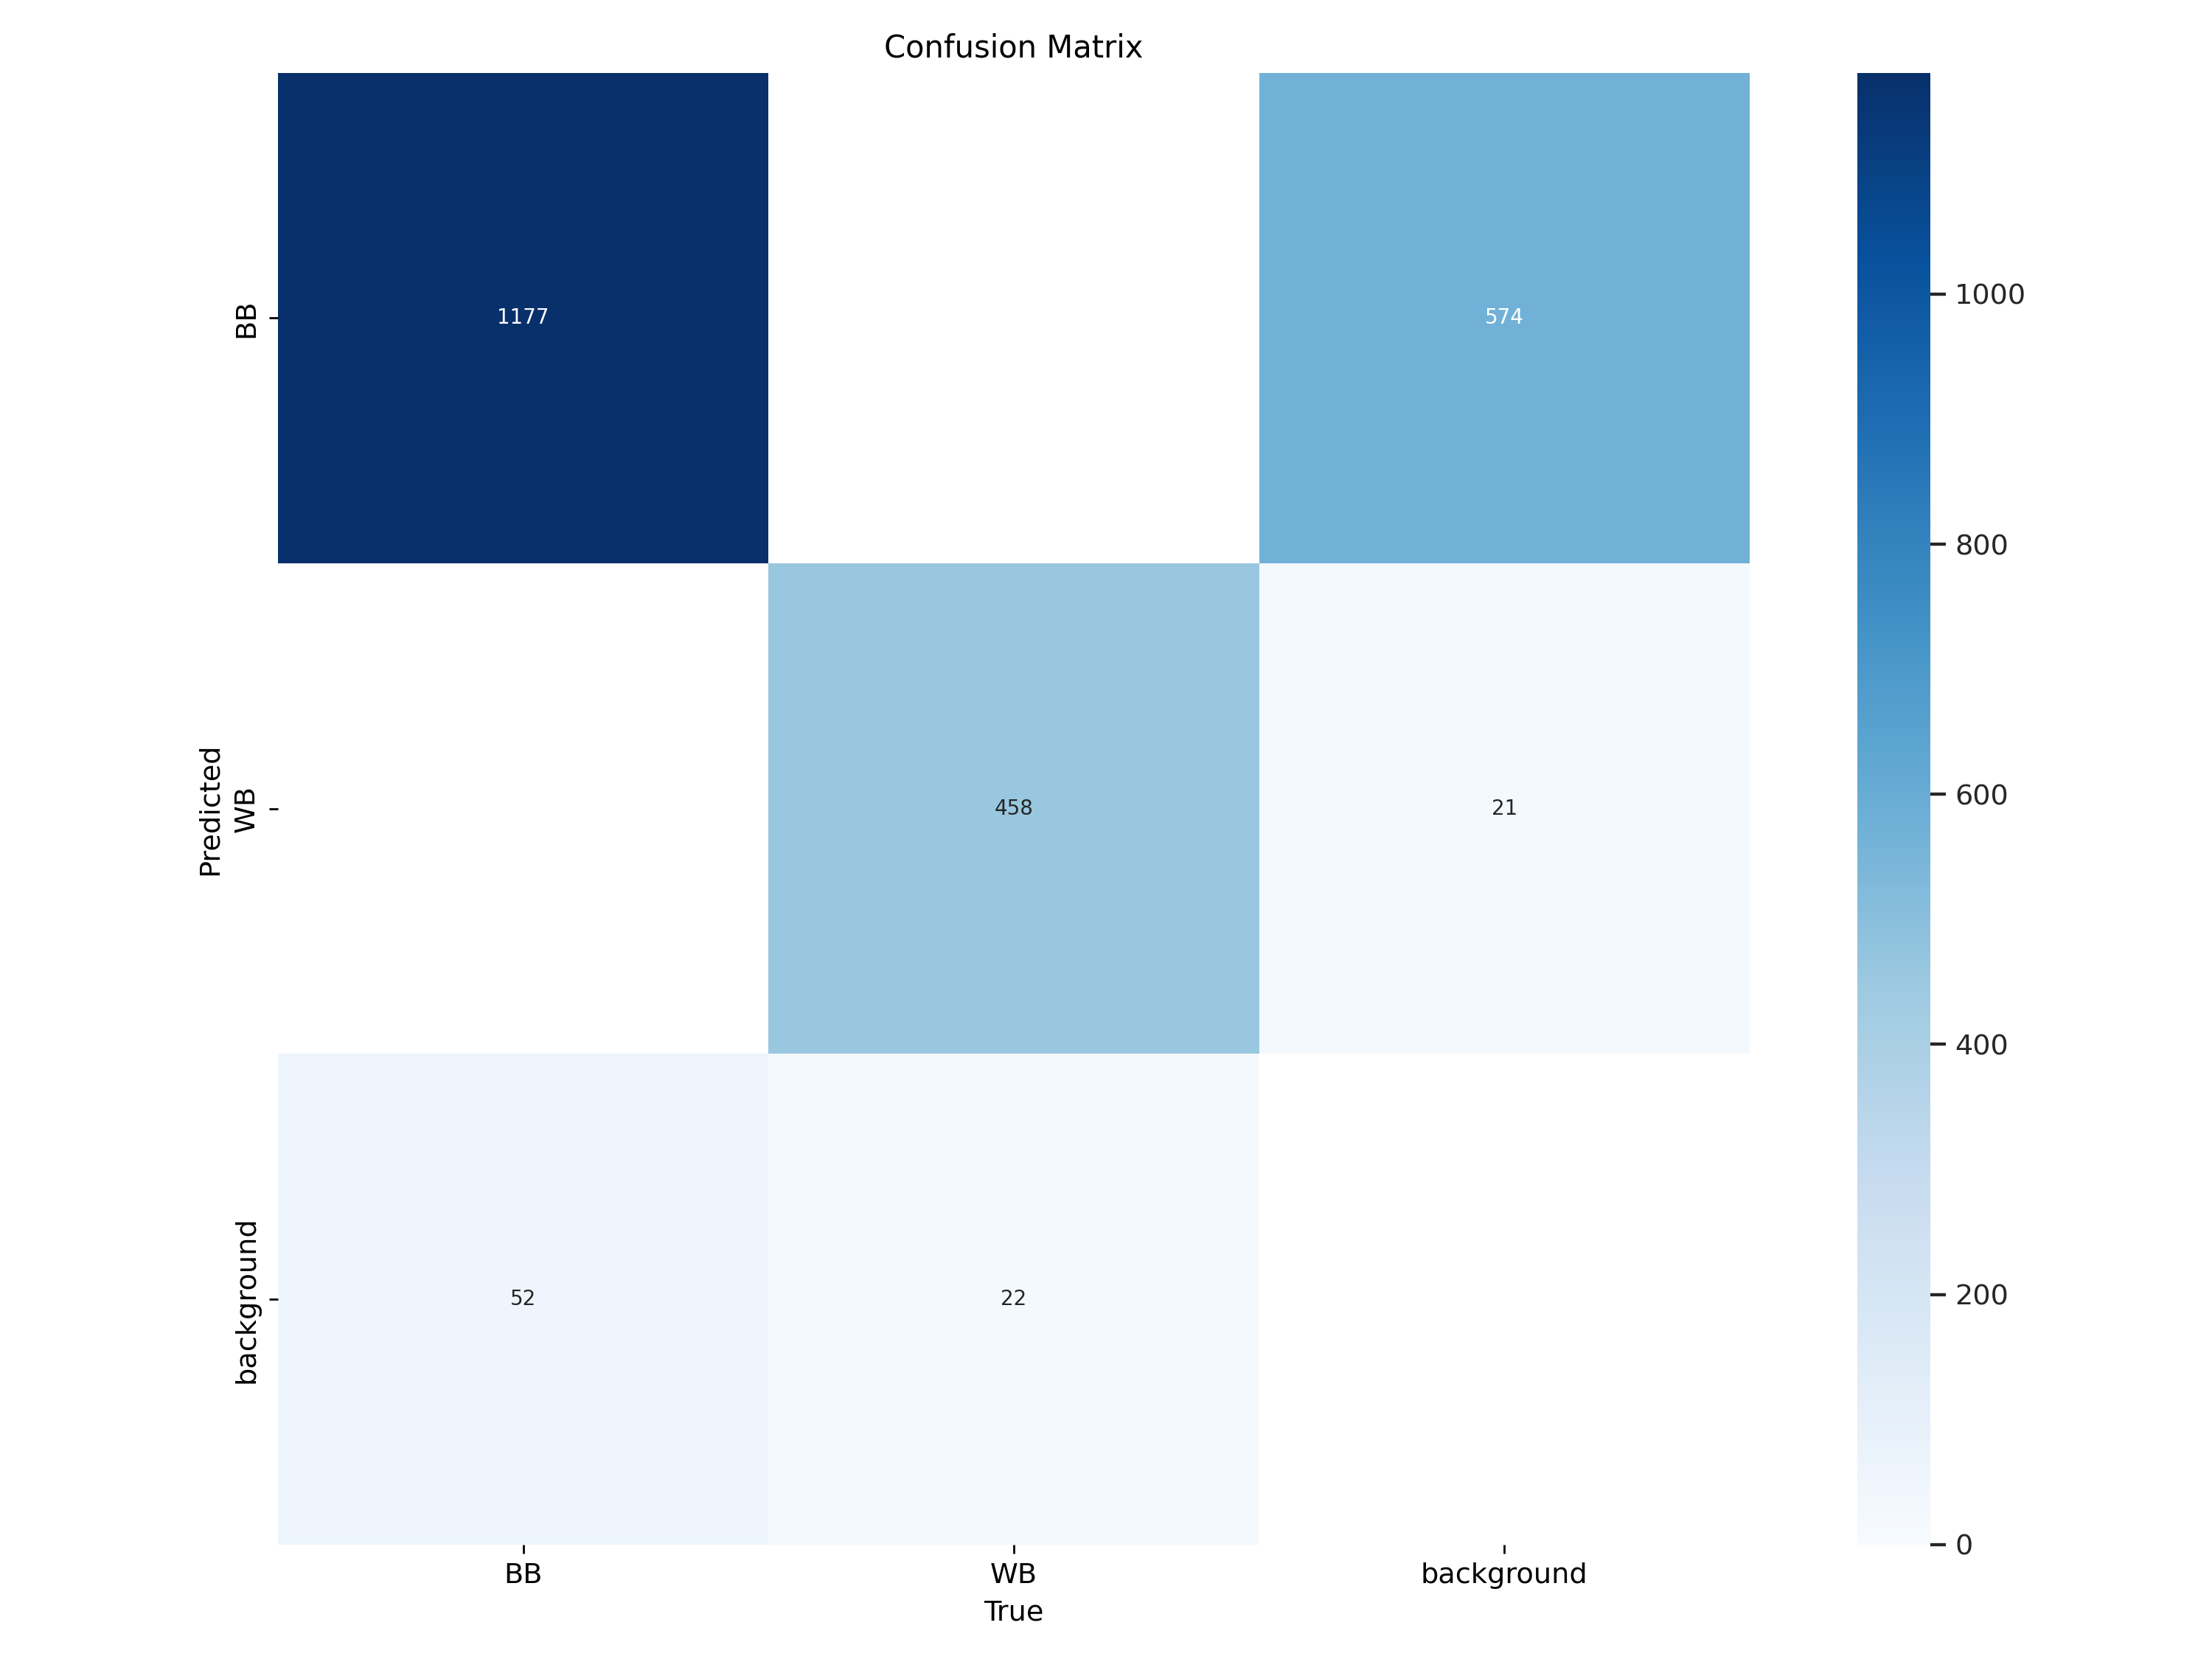 Confusion Matrix
BB
1177
574
1000
800
Predicted
WB
458
21
600
400
background
52
22
200
0
BB
WB
background
True